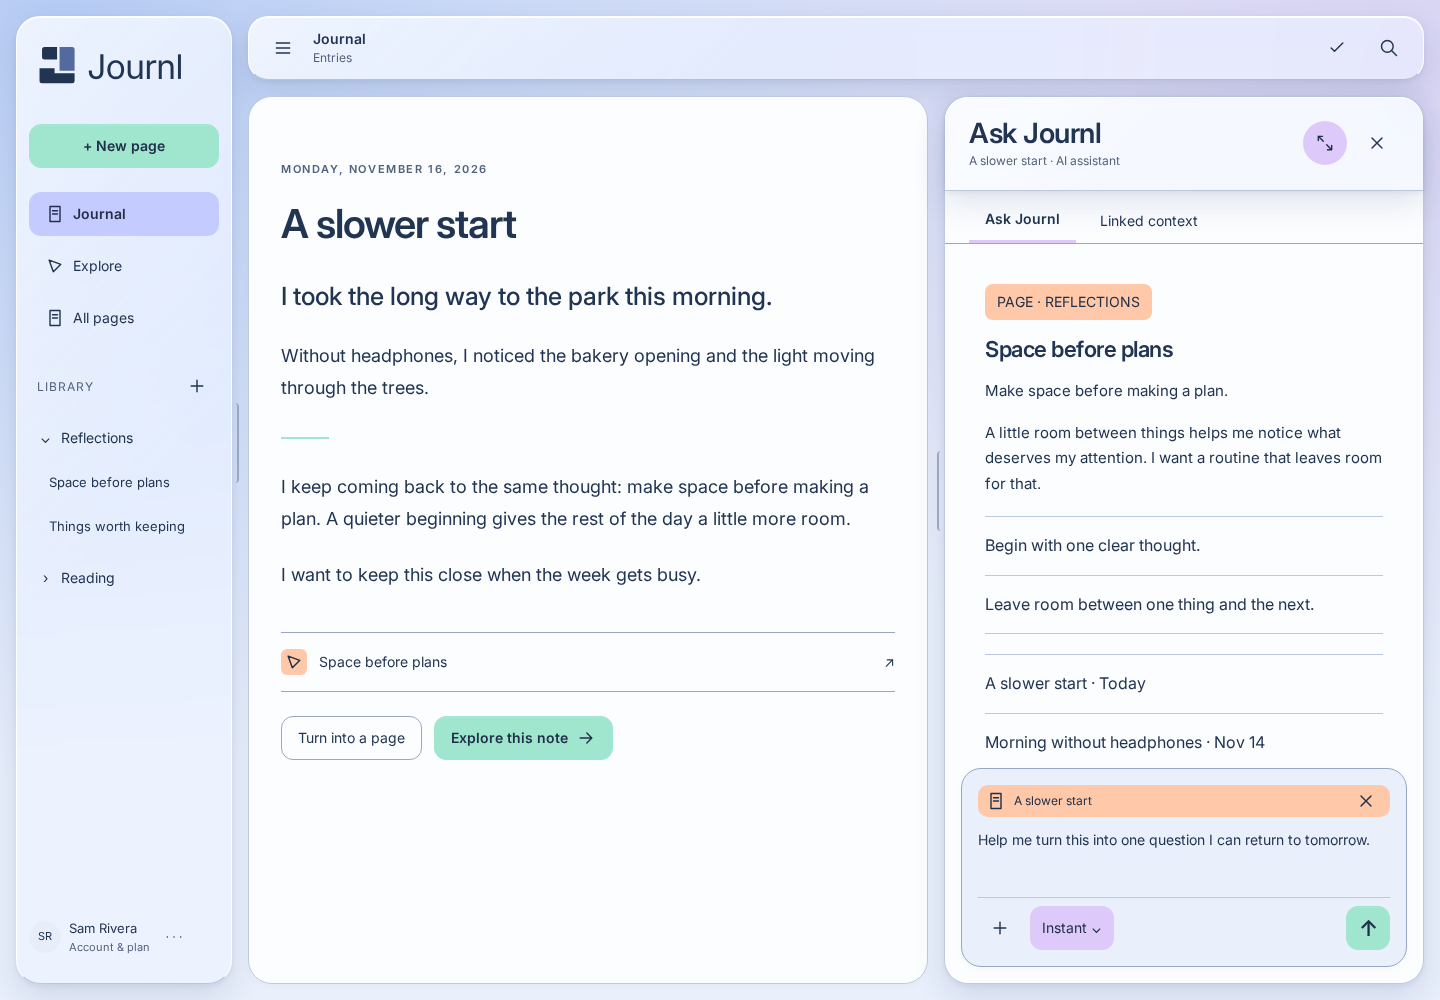 Journl
+ New page
Journal
Explore
All pages
LIBRARY
Reflections
Space before plans
Things worth keeping
Reading
SR
Sam Rivera
Account & plan
...
Journal
Entries
MONDAY, NOVEMBER 16, 2026
A slower start
I took the long way to the park this morning.
Without headphones, I noticed the bakery opening and the light moving
through the trees.
I keep coming back to the same thought: make space before making a
plan. A quieter beginning gives the rest of the day a little more room.
I want to keep this close when the week gets busy.
Space before plans
Turn into a page
Explore this note
Ask Journl
A slower start · AI assistant
Ask Journl
Linked context
PAGE · REFLECTIONS
Space before plans
Make space before making a plan.
A little room between things helps me notice what
deserves my attention. I want a routine that leaves room
for that.
Begin with one clear thought.
Leave room between one thing and the next.
A slower start · Today
Morning without headphones · Nov 14
A slower start
Help me turn this into one question I can return to tomorrow.
Instant